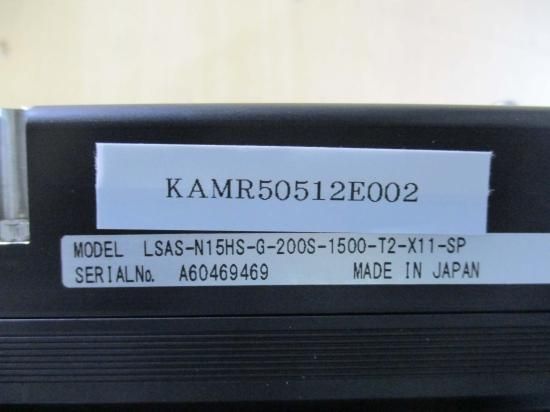 KAMR50512E002
MODEL LSAS-N15HS-G-200S-1500-T2-X11-SP
SERIALNo. A60469469 MADE IN JAPAN